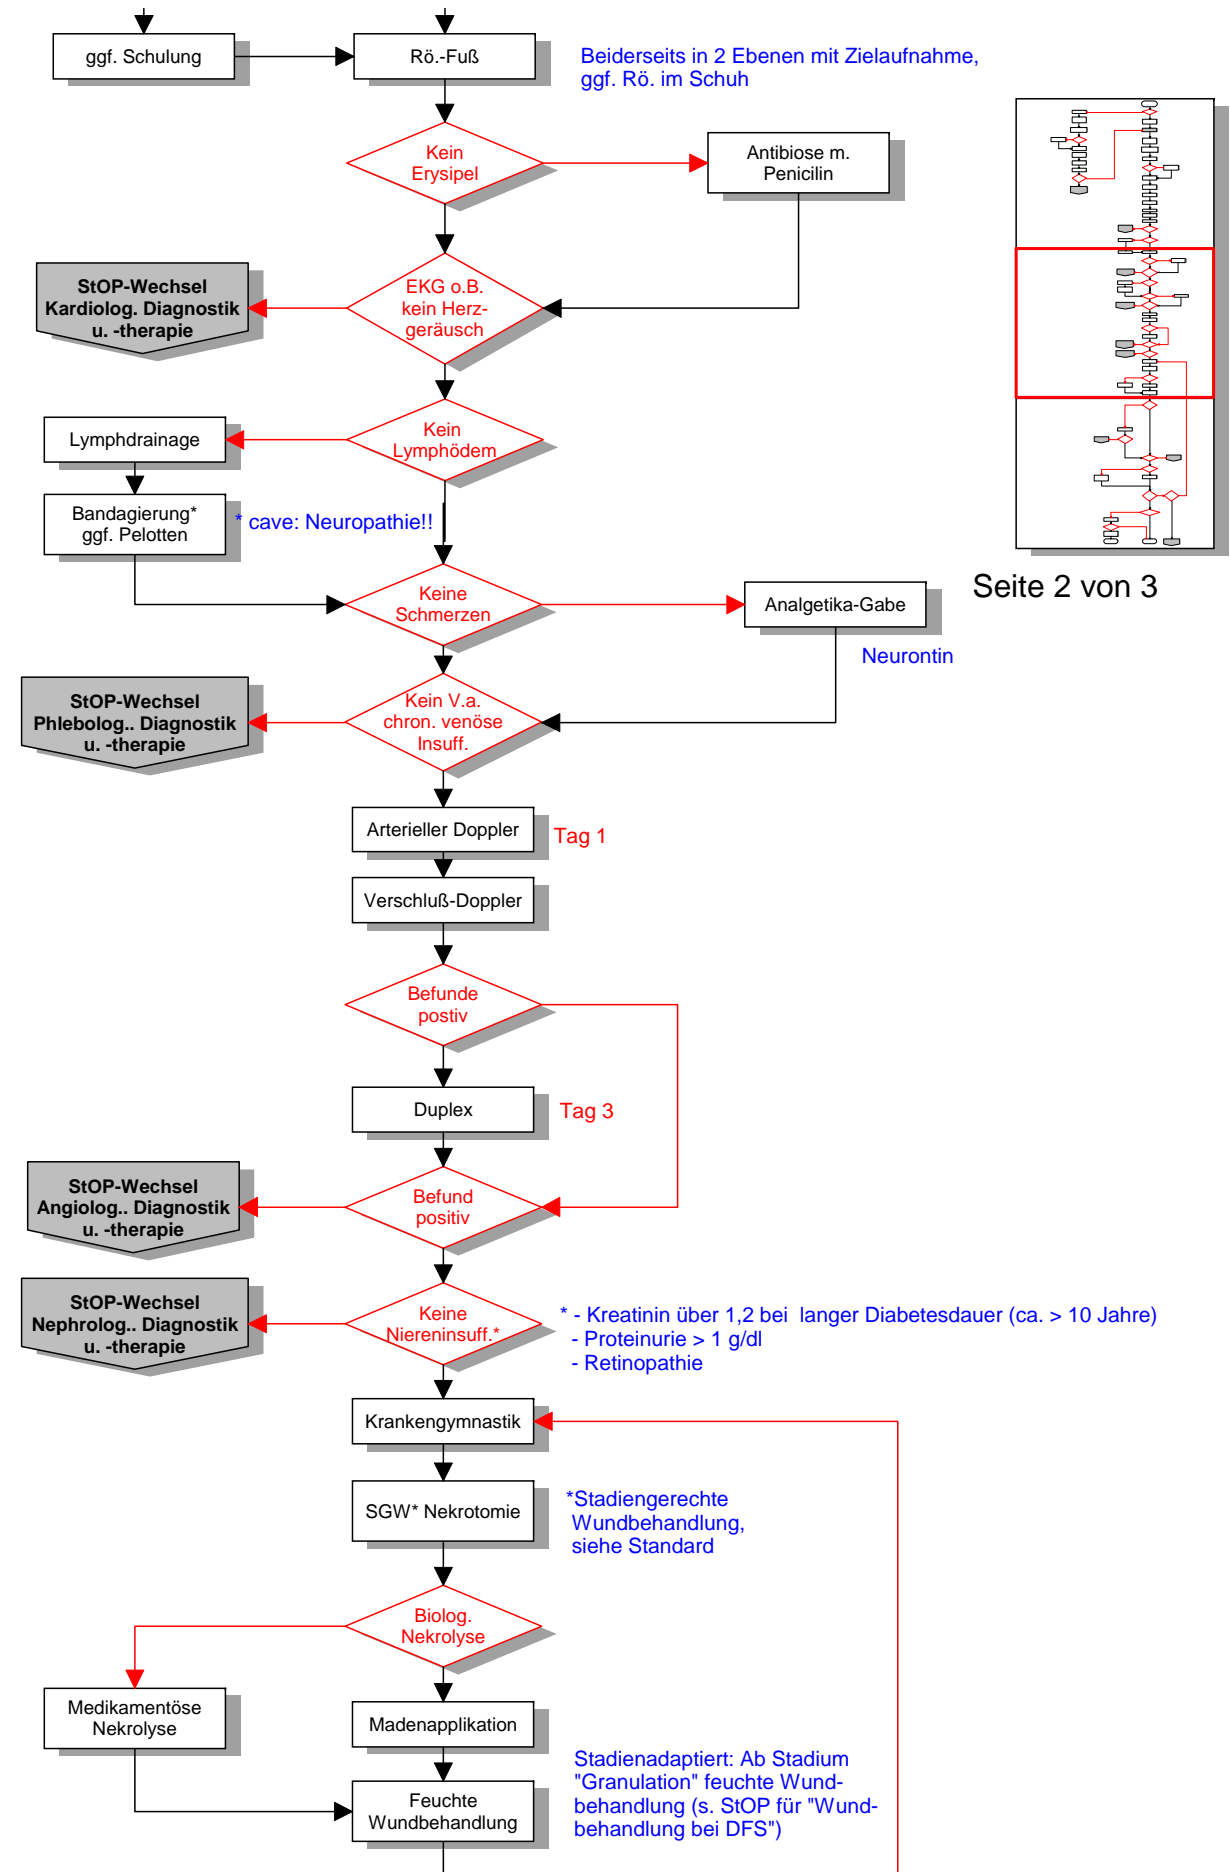 ggf. Schulung
Rö.-Fuß
Beiderseits in 2 Ebenen mit Zielaufnahme,
ggf. Rö. im Schuh
Kein
Erysipel
Antibiose m.
Penicilin
StOP-Wechsel
Kardiolog. Diagnostik
u. -therapie
EKG o.B.
kein Herz-
geräusch
Lymphdrainage
Kein
Lymphödem
Bandagierung*
ggf. Pelotten
* cave: Neuropathie!!
Seite 2 von 3
Keine
Schmerzen
Analgetika-Gabe
Neurontin
StOP-Wechsel
Phlebolog.. Diagnostik
u. -therapie
Kein V.a.
chron. venöse
Insuff.
Arterieller Doppler
Tag 1
Verschluß-Doppler
Befunde
postiv
Duplex
Tag 3
StOP-Wechsel
Angiolog.. Diagnostik
u. -therapie
Befund
positiv
StOP-Wechsel
Nephrolog.. Diagnostik
u. -therapie
Keine
Niereninsuff.*
* - Kreatinin über 1,2 bei  langer Diabetesdauer (ca. > 10 Jahre)
- Proteinurie > 1 g/dl
- Retinopathie
Krankengymnastik
SGW* Nekrotomie
*Stadiengerechte
Wundbehandlung,
siehe Standard
Biolog.
Nekrolyse
Medikamentöse
Nekrolyse
Madenapplikation
Feuchte
Wundbehandlung
Stadienadaptiert: Ab Stadium
"Granulation" feuchte Wund-
behandlung (s. StOP für "Wund-
behandlung bei DFS")